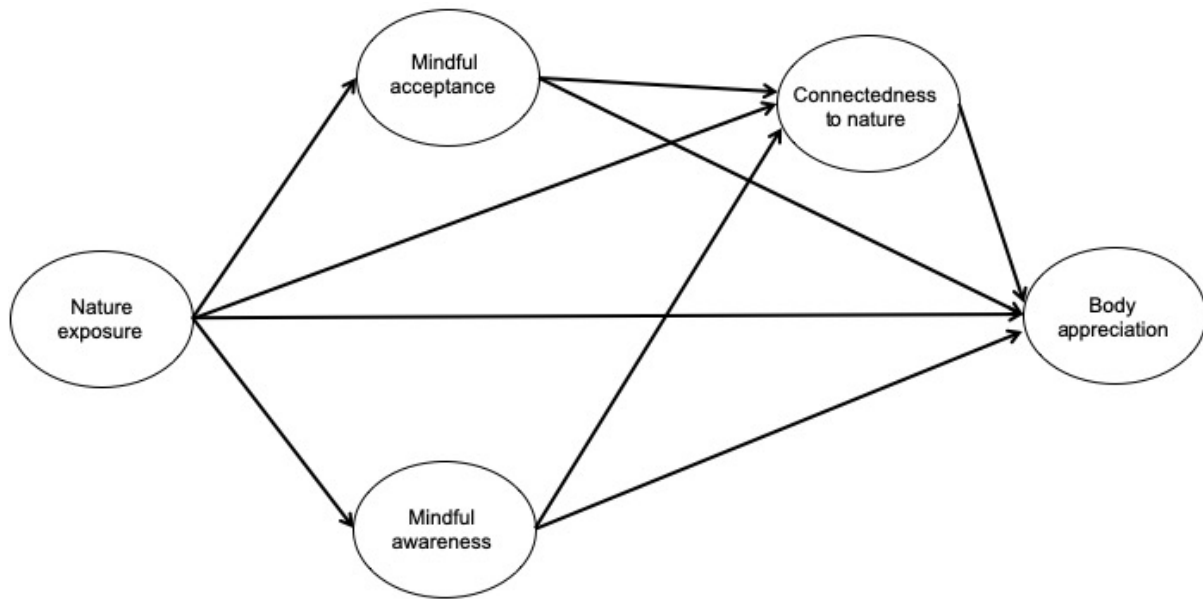 Mindful
acceptance
Connectedness
to nature
Nature
exposure
Body
appreciation
Mindful
awareness